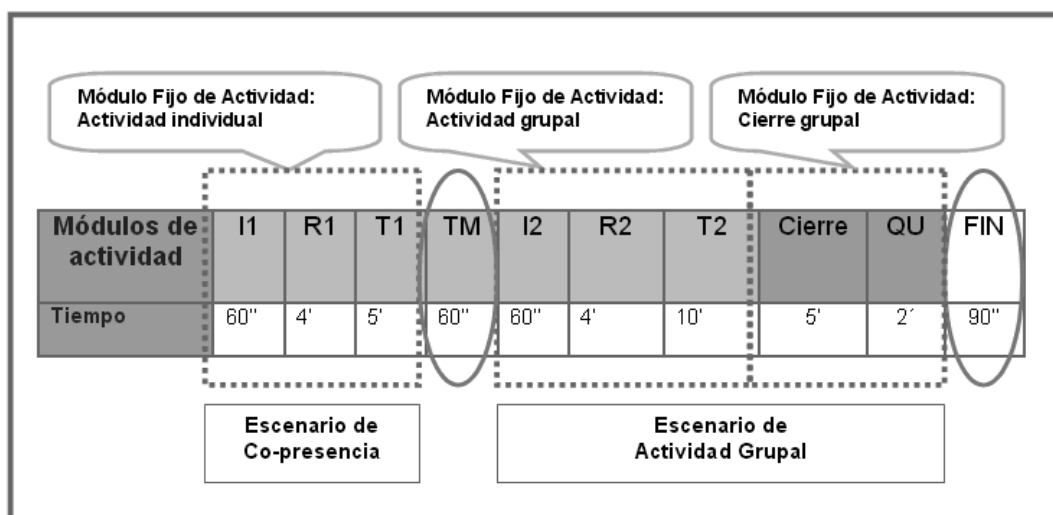 Módulo Fijo de Actividad:
Actividad individual
Módulo Fijo de Actividad:
Actividad grupal
Módulo Fijo de Actividad:
Cierre grupal
Módulos de actividad I1 R1 T1 TM I2 R2 T2 Cierre QU FIN
Tiempo 60" 4' 5' 60" 60" 4' 10' 5' 2´ 90"
Escenario de
Co-presencia
Escenario de
Actividad Grupal